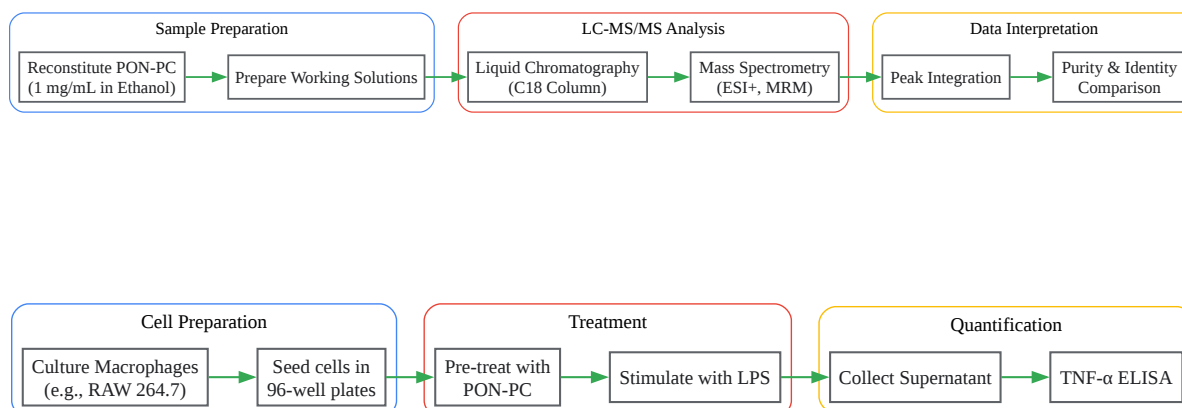 Sample Preparation
LC-MS/MS Analysis
Data Interpretation
Reconstitute PON-PC
(1 mg/mL in Ethanol)
Prepare Working Solutions
Liquid Chromatography
(C18 Column)
Mass Spectrometry
(ESI+, MRM)
Peak Integration
Purity & Identity
Comparison
Cell Preparation
Treatment
Quantification
Culture Macrophages
(e.g., RAW 264.7)
Seed cells in
96-well plates
Pre-treat with
PON-PC
Stimulate with LPS
Collect Supernatant
TNF-α ELISA